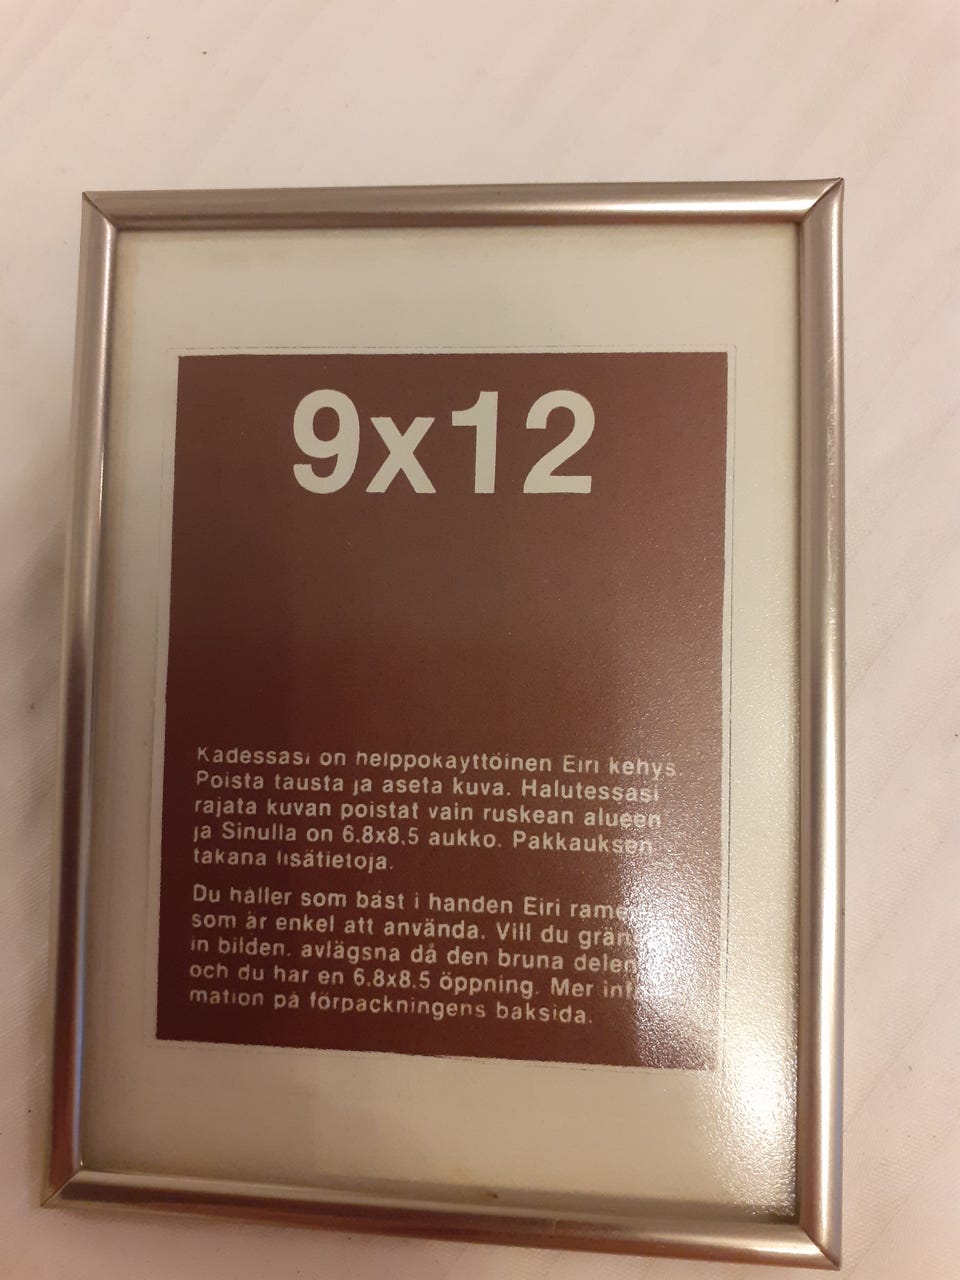 9x12
Kädessäsi on helppokäyttöinen Eiri kehys.
Poista tausta ja aseta kuva. Halutessasi
rajata kuvan poistat vain ruskean alueen
ja Sinulla on 6.8x8.5 aukko. Pakkauksen
takana lisätietoja.
Du håller som bäst i handen Eiri
som är enkel att använda. Vill du
in bilden. avlägsna då den bruna delen
och du har en 6.8x8.5 öppning. Mer
mation på förpackningens baksida.